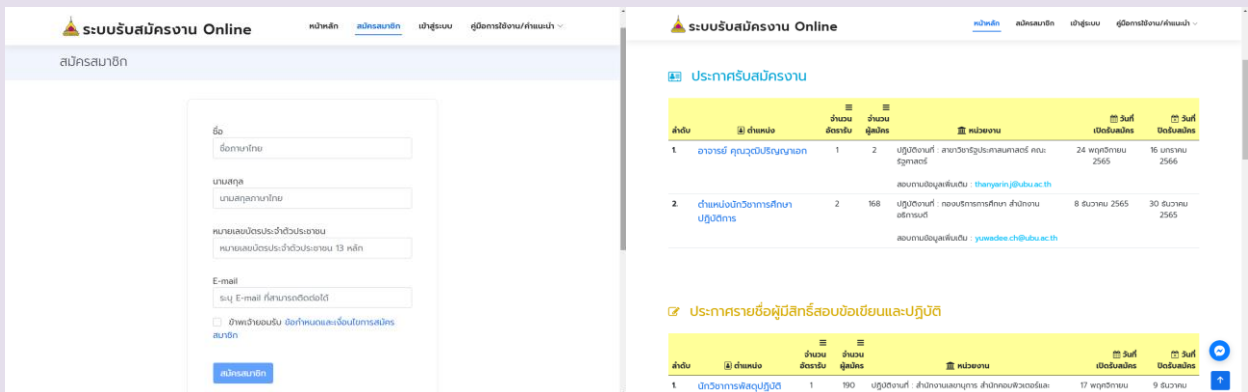 ระบบรับสมัครงาน Online
หน้าหลัก สมัครสมาชิก เข้าสู่ระบบ คู่มือการใช้งาน/คำแนะนำ
สมัครสมาชิก
ชื่อ
ชื่อภาษาไทย
นามสกุล
นามสกุลภาษาไทย
หมายเลขบัตรประจำตัวประชาชน
หมายเลขบัตรประจำตัวประชาชน 13 หลัก
E-mail
ระบุ E-mail ที่สามารถติดต่อได้
ข้าพเจ้ายอมรับ ข้อกำหนดและเงื่อนไขการสมัคร
สมาชิก
สมัครสมาชิก
ระบบรับสมัครงาน Online
หน้าหลัก สมัครสมาชิก เข้าสู่ระบบ คู่มือการใช้งาน/คำแนะนำ
ประกาศรับสมัครงาน
จำนวน จำนวน วันที่ วันที่
ลำดับ ตำแหน่ง อัตรารับ ผู้สมัคร หน่วยงาน เปิดรับสมัคร ปิดรับสมัคร
1. อาจารย์ คุณวุฒิปริญญาเอก 1 2 ปฏิบัติงานที่ : สาขาวิชารัฐประศาสนศาสตร์ คณะ 24 พฤศจิกายน 16 มกราคม
รัฐศาสตร์ 2565 2566
สอบถามข้อมูลเพิ่มเติม : thanyarin.j@ubu.ac.th
2. ตำแหน่งนักวิชาการศึกษา 2 168 ปฏิบัติงานที่ : กองบริการการศึกษา สำนักงาน 8 ธันวาคม 2565 30 ธันวาคม
ปฏิบัติการ อธิการบดี 2565
สอบถามข้อมูลเพิ่มเติม : yuwadee.ch@ubu.ac.th
ประกาศรายชื่อผู้มีสิทธิ์สอบข้อเขียนและปฏิบัติ
จำนวน จำนวน วันที่ วันที่
ลำดับ ตำแหน่ง อัตรารับ ผู้สมัคร หน่วยงาน เปิดรับสมัคร ปิดรับสมัคร
1. นักวิชาการพัสดุปฏิบัติ 1 190 ปฏิบัติงานที่ : สำนักงานเลขานุการ สำนักคอมพิวเตอร์และ 17 พฤศจิกายน 9 ธันวาคม